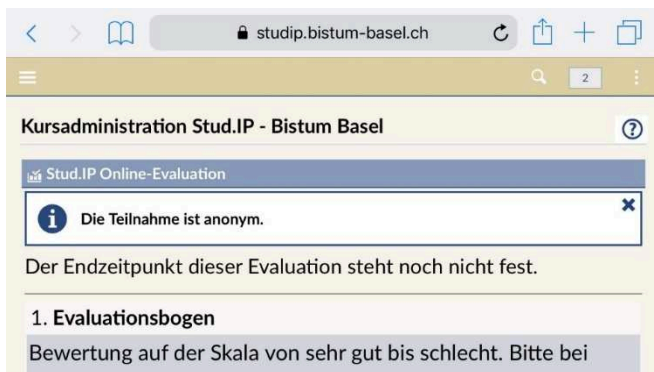 studip.bistum-basel.ch
2
Kursadministration Stud.IP - Bistum Basel
?
Stud.IP Online-Evaluation
i Die Teilnahme ist anonym.
Der Endzeitpunkt dieser Evaluation steht noch nicht fest.
1. Evaluationsbogen
Bewertung auf der Skala von sehr gut bis schlecht. Bitte bei